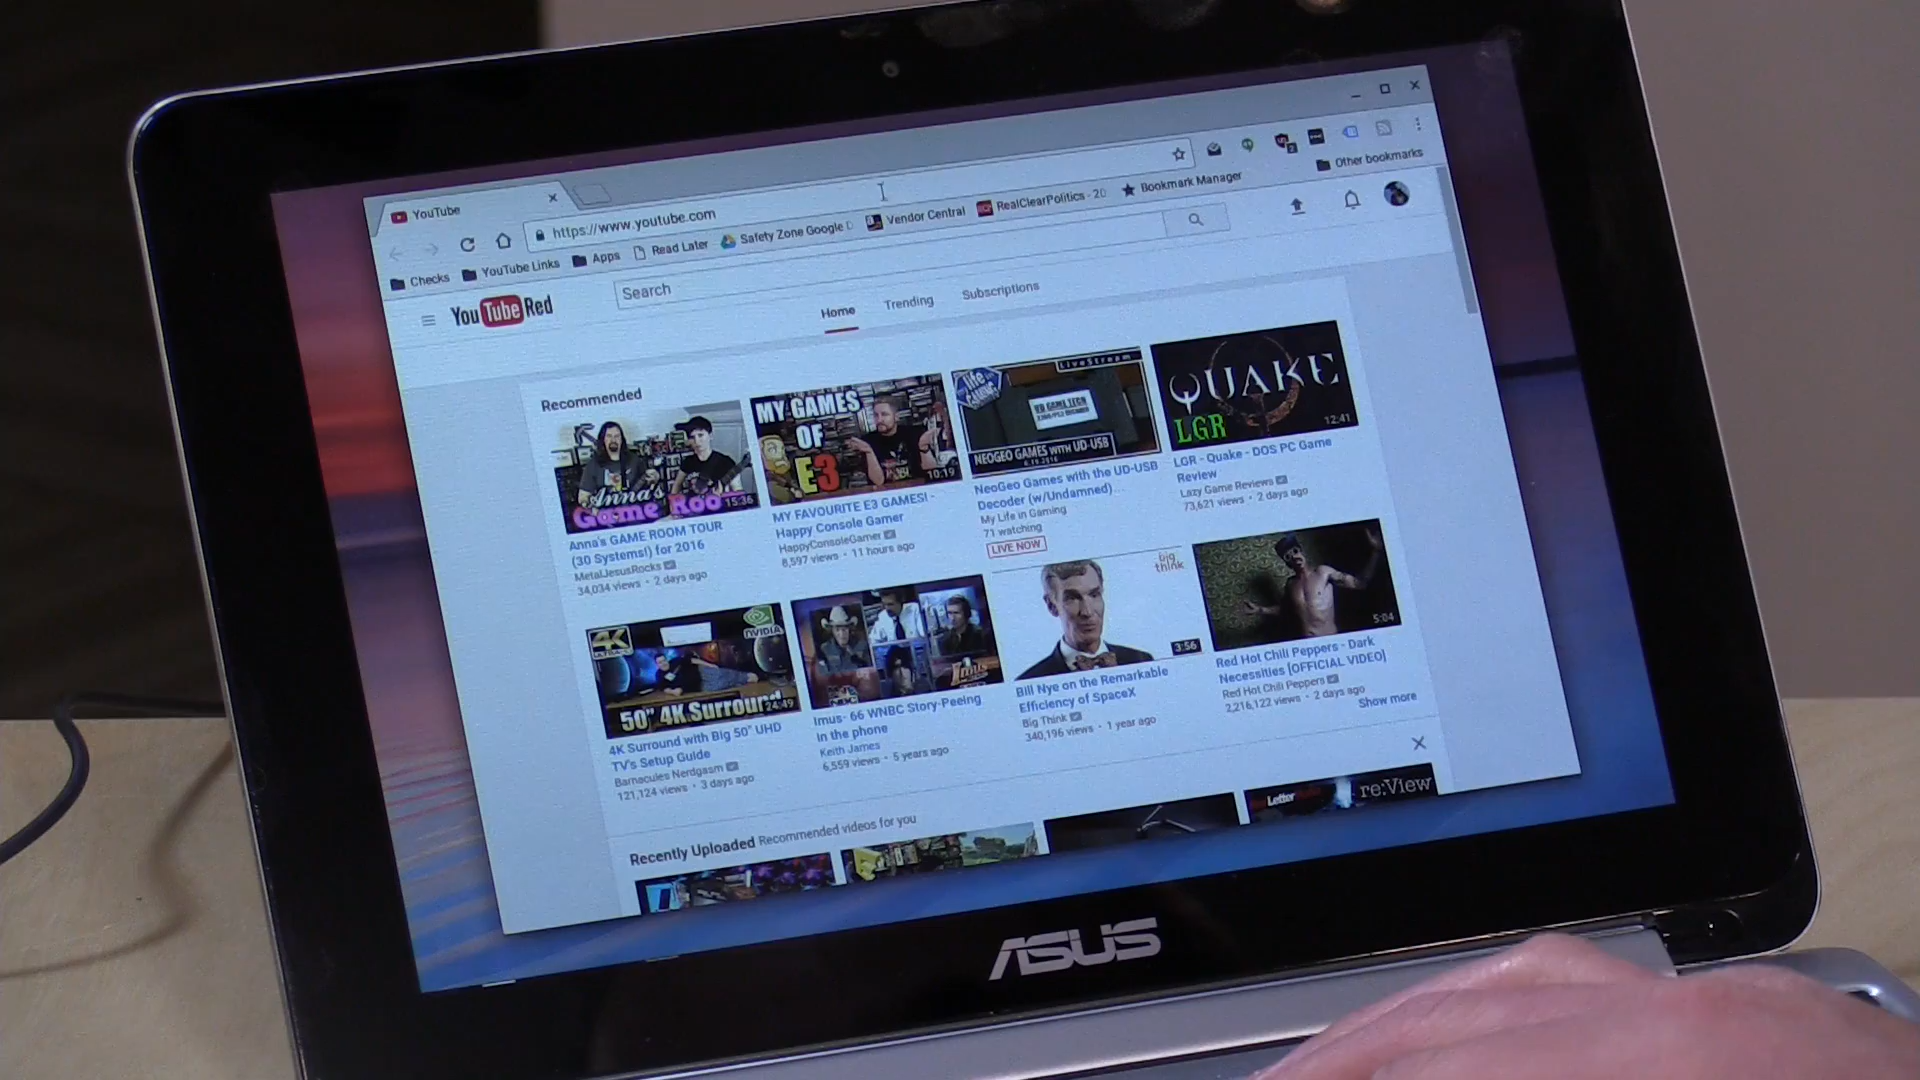 YouTube
https://www.youtube.com
Checks
YouTube Links
Apps
Read Later
Safety Zone Google D
Vendor Central
RealClearPolitics - 20
Bookmark Manager
Other bookmarks
YouTube Red
Search
Home
Trending
Subscriptions
Recommended
Anna's
Game Roo
15:36
MY GAMES
OF
E3
10:19
LiveStream
NEOGEO GAMES WITH UD-USB
QUAKE
LGR
12:41
Anna's GAME ROOM TOUR
(30 Systems!) for 2016
MetalJesusRocks
34,034 views • 2 days ago
MY FAVOURITE E3 GAMES! -
Happy Console Gamer
HappyConsoleGamer
8,597 views • 11 hours ago
NeoGeo Games with the UD-USB
Decoder (w/Undamned)...
My Life in Gaming
71 watching
LIVE NOW
LGR - Quake - DOS PC Game
Review
Lazy Game Reviews
73,621 views • 2 days ago
4K
NVIDIA
50" 4K Surround
24:49
Imus
big
think
3:56
5:04
4K Surround with Big 50" UHD
TV's Setup Guide
Barnacules Nerdgasm
121,124 views • 3 days ago
Imus- 66 WNBC Story-Peeing
in the phone
Keith James
6,559 views • 5 years ago
Bill Nye on the Remarkable
Efficiency of SpaceX
Big Think
340,196 views • 1 year ago
Red Hot Chili Peppers - Dark
Necessities [OFFICIAL VIDEO]
Red Hot Chili Peppers
2,216,122 views • 2 days ago
Show more
Recently Uploaded Recommended videos for you
re:View
ASUS